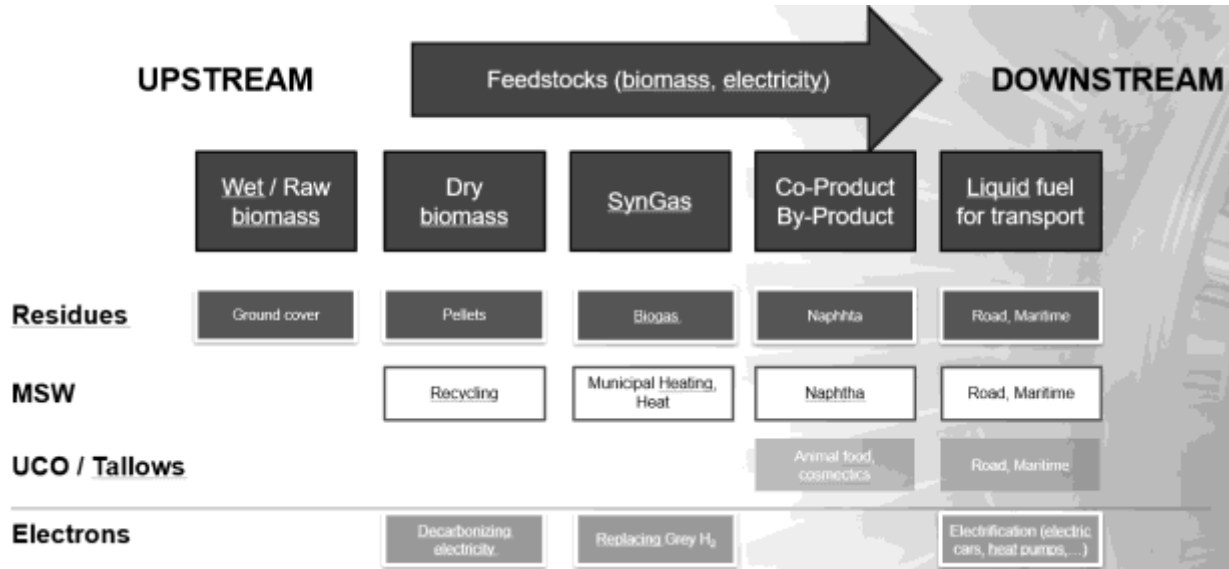 UPSTREAM
Feedstocks (biomass, electricity)
DOWNSTREAM
Wet / Raw
biomass
Dry
biomass
SynGas
Co-Product
By-Product
Liquid fuel
for transport
Residues
Ground cover
Pellets
Biogas
Naphhta
Road, Maritime
MSW
Recycling
Municipal Heating,
Heat
Naphtha
Road, Maritime
UCO / Tallows
Animal food,
cosmectics
Road, Maritime
Electrons
Decarbonizing
electricity
Replacing Grey H₂
Electrification (electric
cars, heat pumps,…)